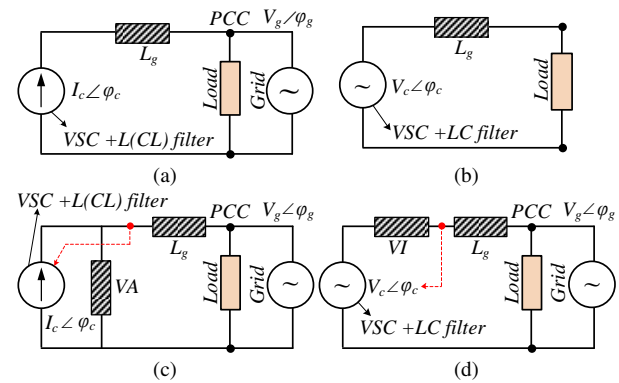 PCC V_g∕φ_g
L_g
I_c∠φ_c
Load
Grid
VSC +L(CL) filter
(a)
L_g
V_c∠φ_c
Load
VSC +LC filter
(b)
VSC +L(CL) filter
PCC V_g∠φ_g
L_g
VA
Load
Grid
I_c∠φ_c
(c)
PCC V_g∠φ_g
VI
L_g
V_c∠φ_c
Load
Grid
VSC +LC filter
(d)